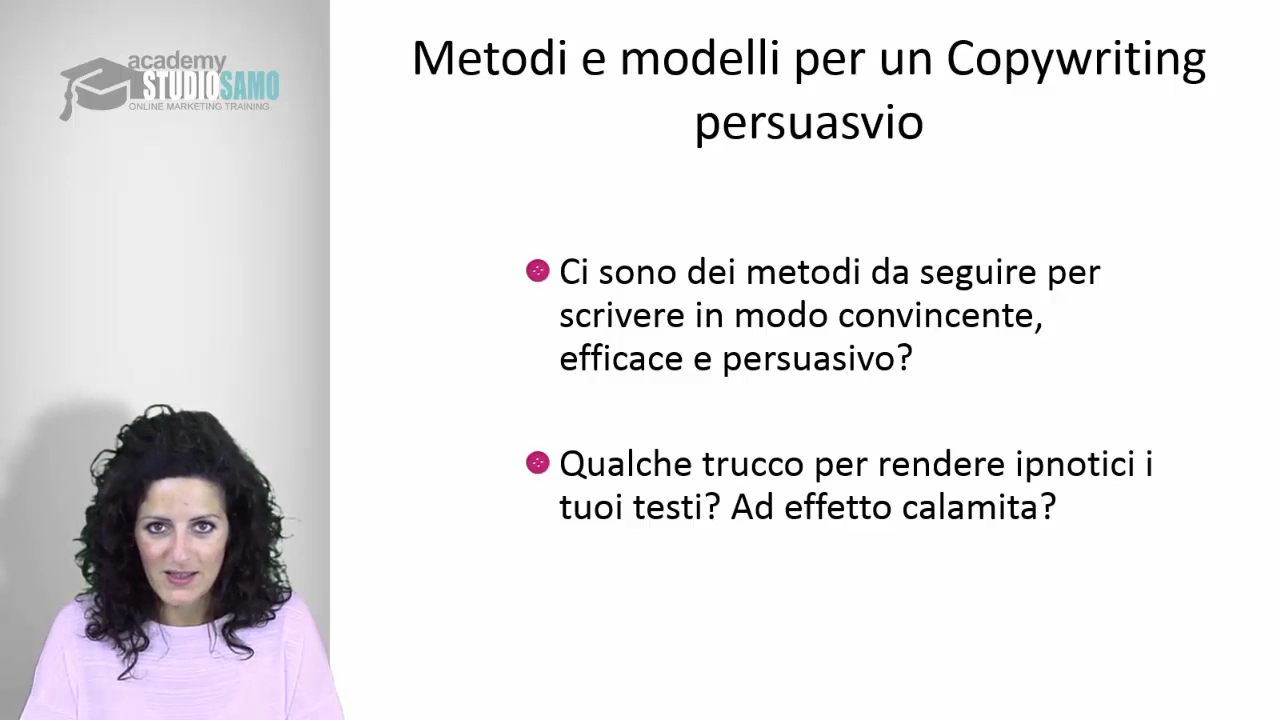 academy
STUDIOSAMO
ONLINE MARKETING TRAINING
Metodi e modelli per un Copywriting
persuasvio
Ci sono dei metodi da seguire per
scrivere in modo convincente,
efficace e persuasivo?
Qualche trucco per rendere ipnotici i
tuoi testi? Ad effetto calamita?